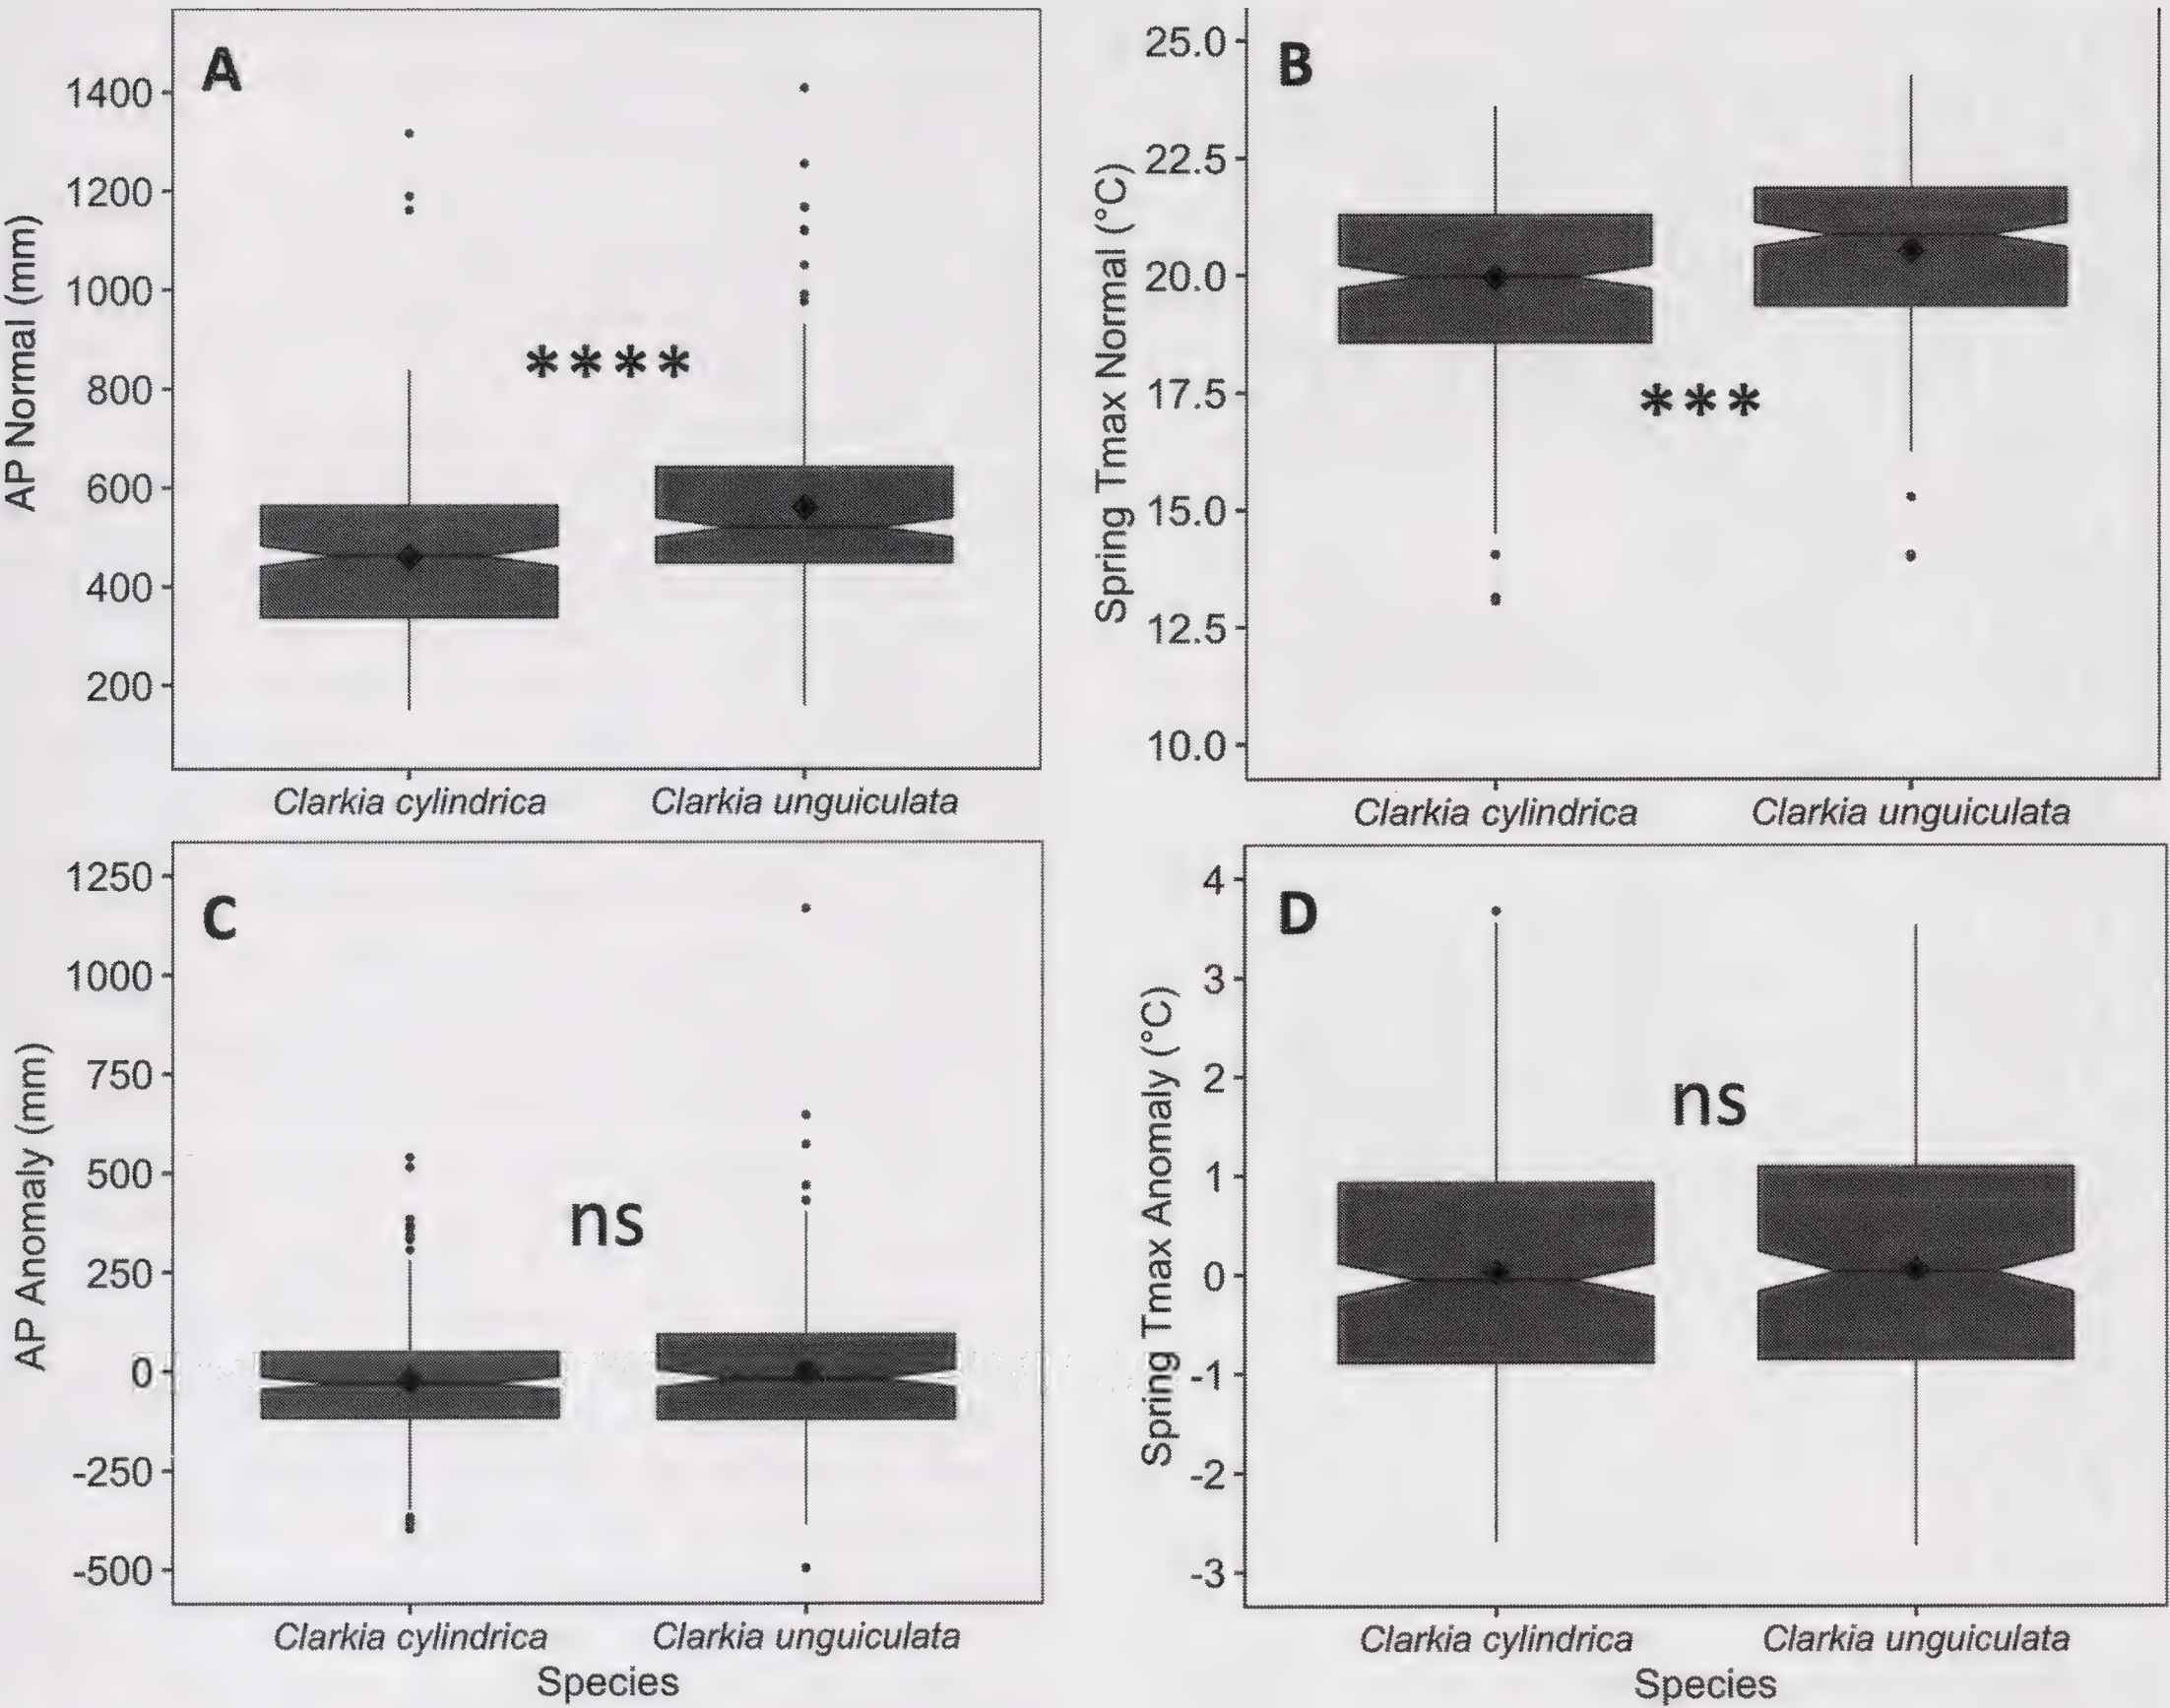 A
AP Normal (mm)
1400
1200
1000
800
600
400
200
****
Clarkia cylindrica
Clarkia unguiculata
B
Spring Tmax Normal (°C)
25.0
22.5
20.0
17.5
15.0
12.5
10.0
***
Clarkia cylindrica
Clarkia unguiculata
C
AP Anomaly (mm)
1250
1000
750
500
250
0
-250
-500
ns
Clarkia cylindrica
Clarkia unguiculata
Species
D
Spring Tmax Anomaly (°C)
4
3
2
1
0
-1
-2
-3
ns
Clarkia cylindrica
Clarkia unguiculata
Species